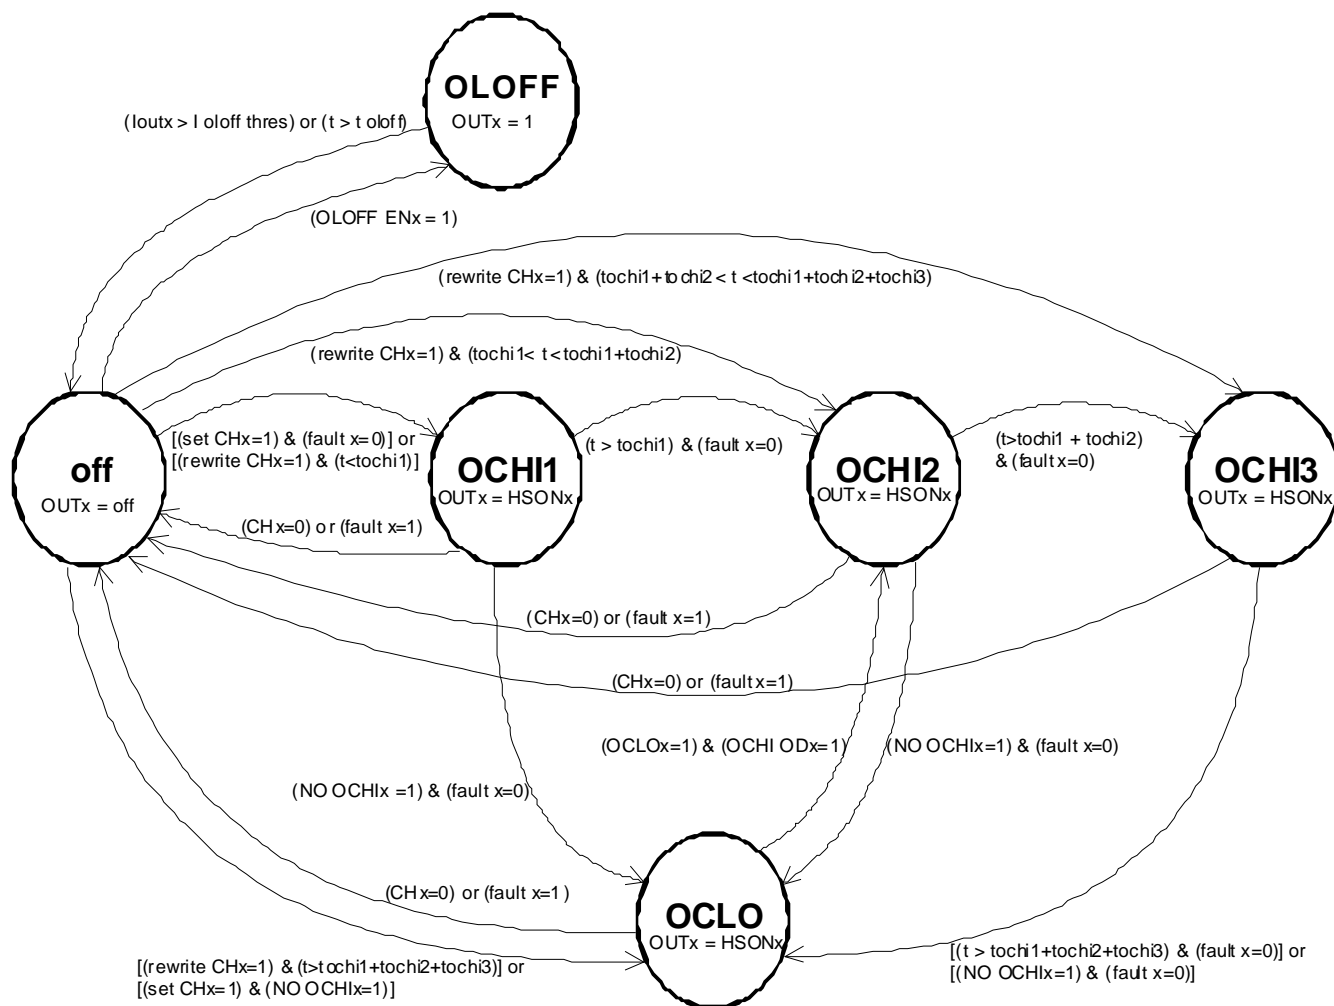 OLOFF
OUTx = 1
(Ioutx > I oloff thres) or (t > t oloff)
(OLOFF ENx = 1)
(rewrite CHx=1) & (tochi1+tochi2 < t <tochi1+tochi2+tochi3)
(rewrite CHx=1) & (tochi1< t <tochi1+tochi2)
off
OUTx = off
[(set CHx=1) & (fault x=0)] or
[(rewrite CHx=1) & (t<tochi1)]
OCHI1
OUTx = HSONx
(t > tochi1) & (fault x=0)
OCHI2
OUTx = HSONx
(t>tochi1 + tochi2)
& (fault x=0)
OCHI3
OUTx = HSONx
(CHx=0) or (fault x=1)
(CHx=0) or (fault x=1)
(CHx=0) or (fault x=1)
(OCLOx=1) & (OCHI ODx=1)
(NO OCHIx=1) & (fault x=0)
(NO OCHIx =1) & (fault x=0)
(CHx=0) or (fault x=1)
OCLO
OUTx = HSONx
[(rewrite CHx=1) & (t>tochi1+tochi2+tochi3)] or
[(set CHx=1) & (NO OCHIx=1)]
[(t > tochi1+tochi2+tochi3) & (fault x=0)] or
[(NO OCHIx=1) & (fault x=0)]